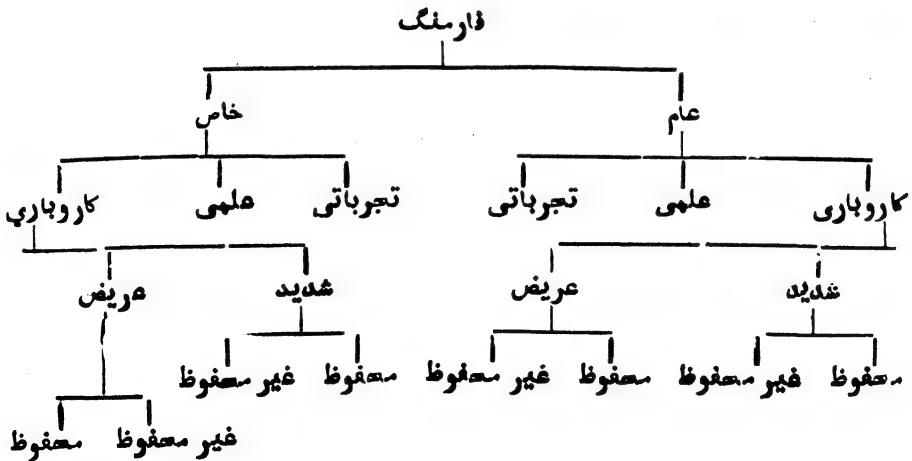 فارمنگ
عام خاص
کاروباری علمی تجرباتی تجرباتی علمی کاروباري
شدید عریض شدید عریض
محفوظ غیر محفوظ محفوظ غیر محفوظ محفوظ غیر محفوظ
غیر محفوظ محفوظ